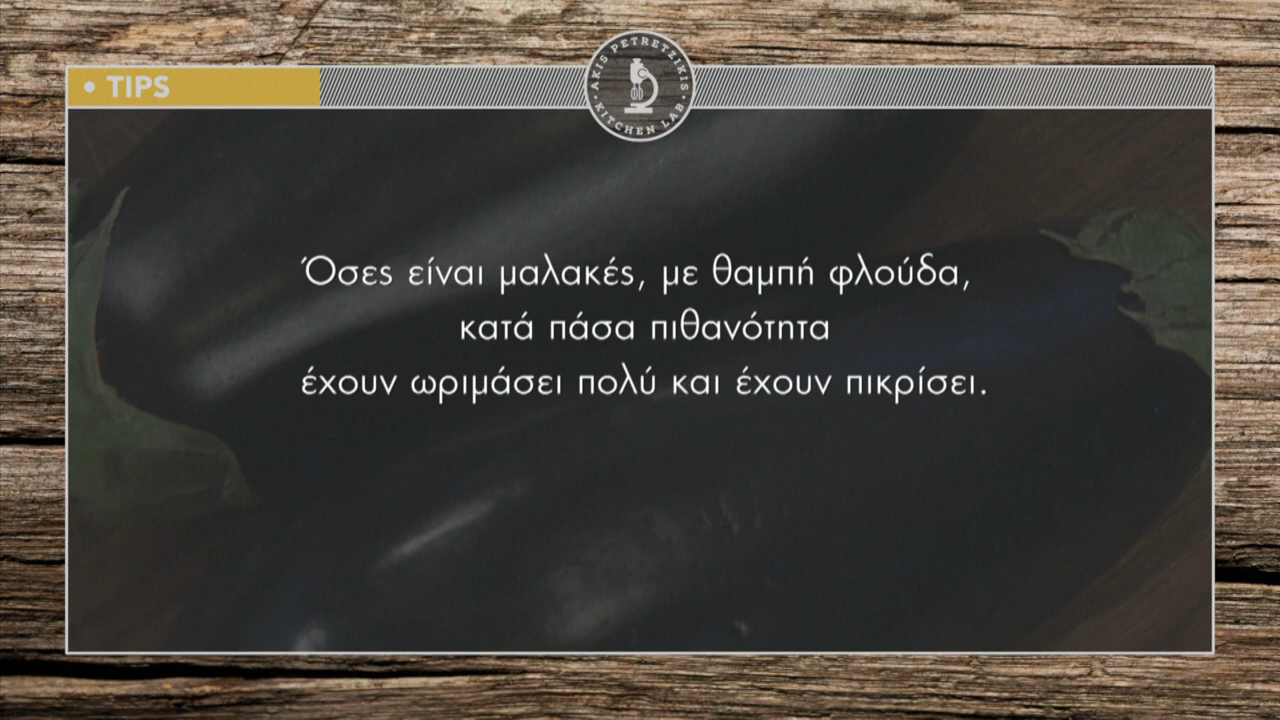 • TIPS
AKIS PETRETZIKIS
• KITCHEN LAB •
Όσες είναι μαλακές, με θαμπή φλούδα,
κατά πάσα πιθανότητα
έχουν ωριμάσει πολύ και έχουν πικρίσει.